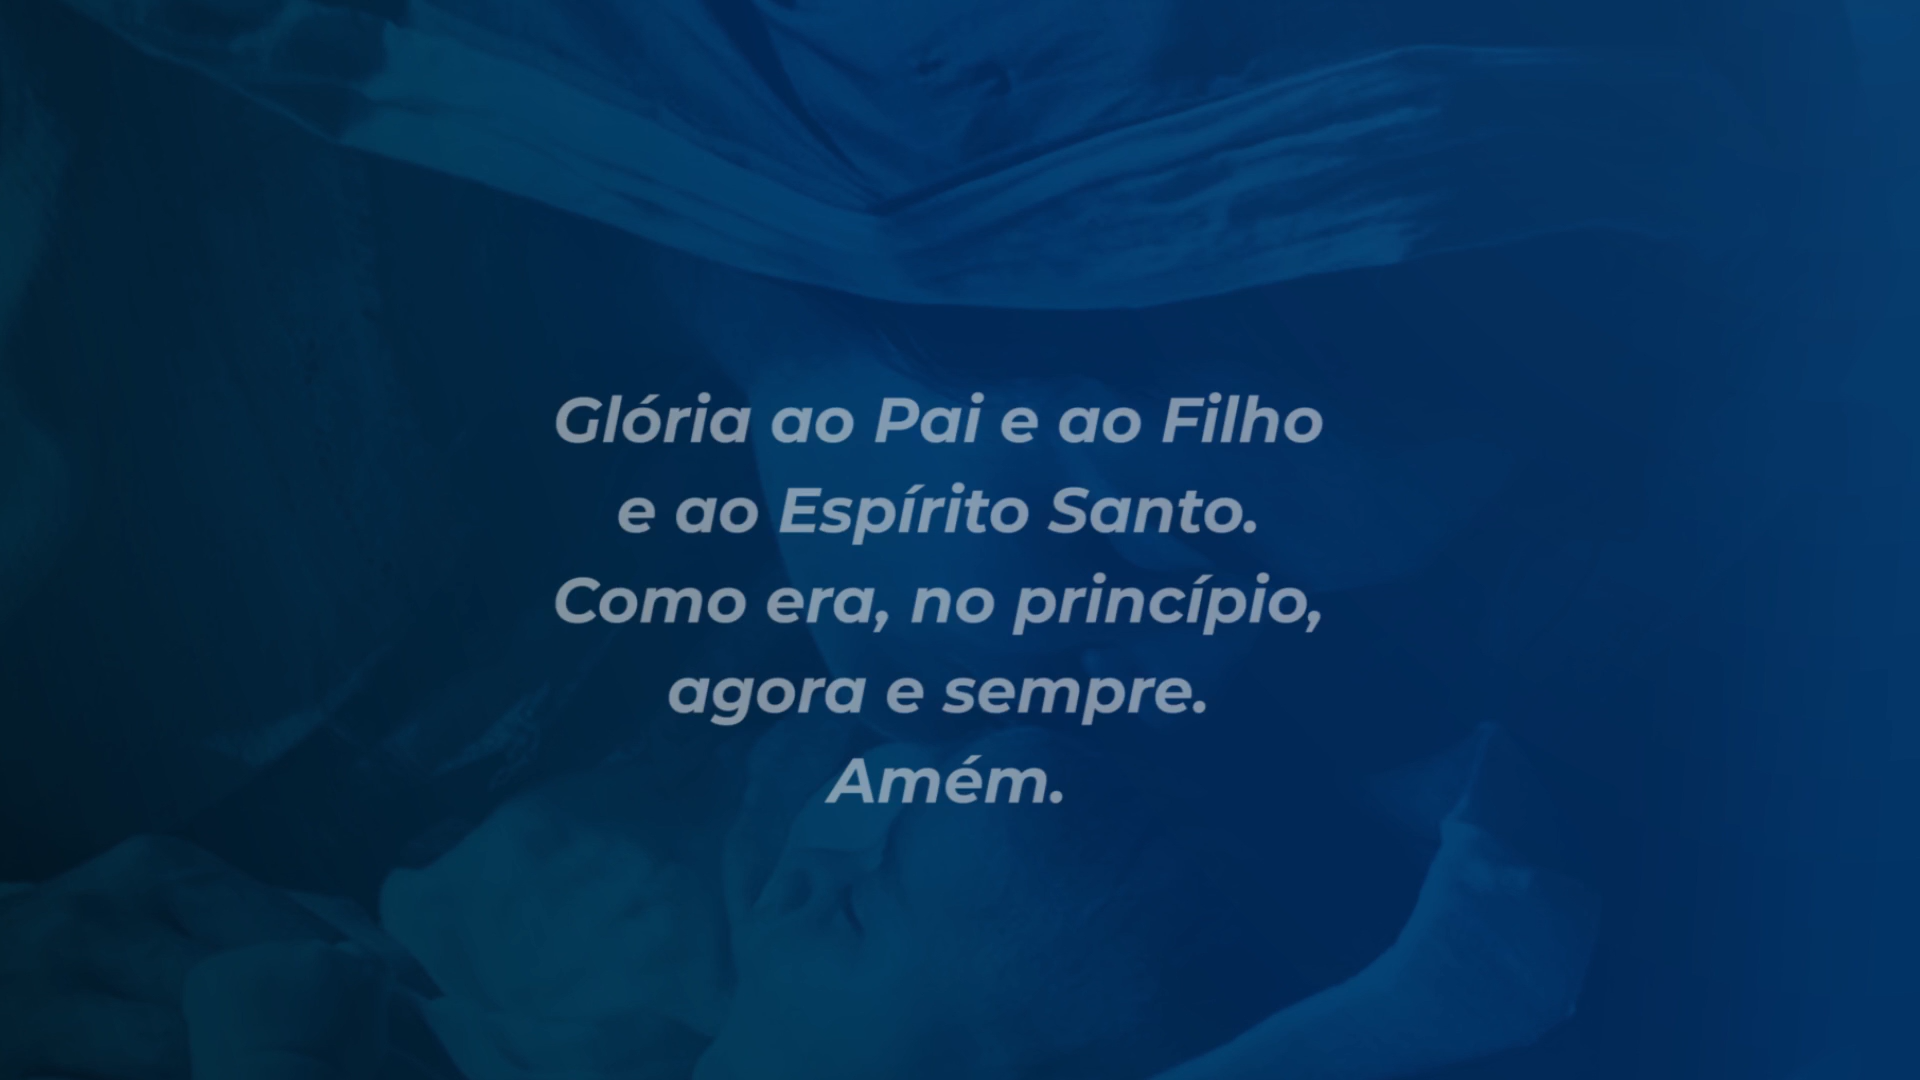 Glória ao Pai e ao Filho
e ao Espírito Santo.
Como era, no princípio,
agora e sempre.
Amém.